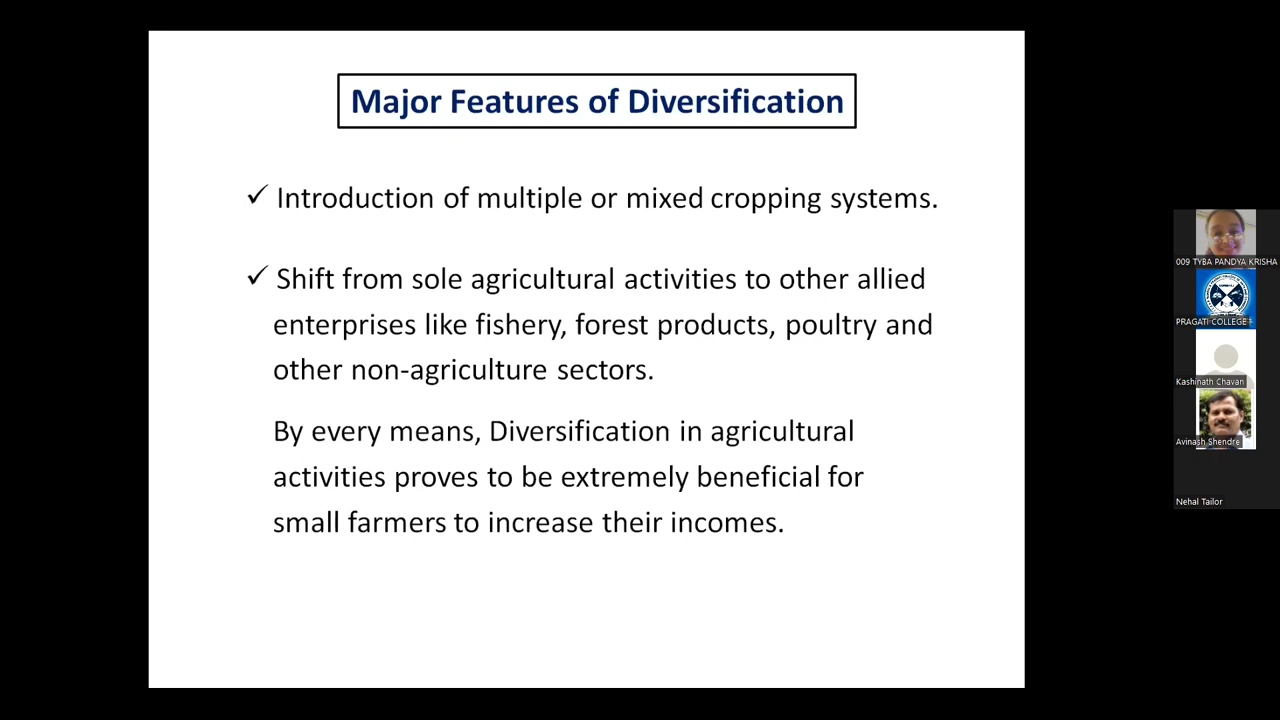 Major Features of Diversification
✓ Introduction of multiple or mixed cropping systems.
✓ Shift from sole agricultural activities to other allied
enterprises like fishery, forest products, poultry and
other non-agriculture sectors.
By every means, Diversification in agricultural
activities proves to be extremely beneficial for
small farmers to increase their incomes.
009 TYBA PANDYA KRISHA
PRAGATI COLLEGE
Kashinath Chavan
Avinash Shendre
Nehal Tailor